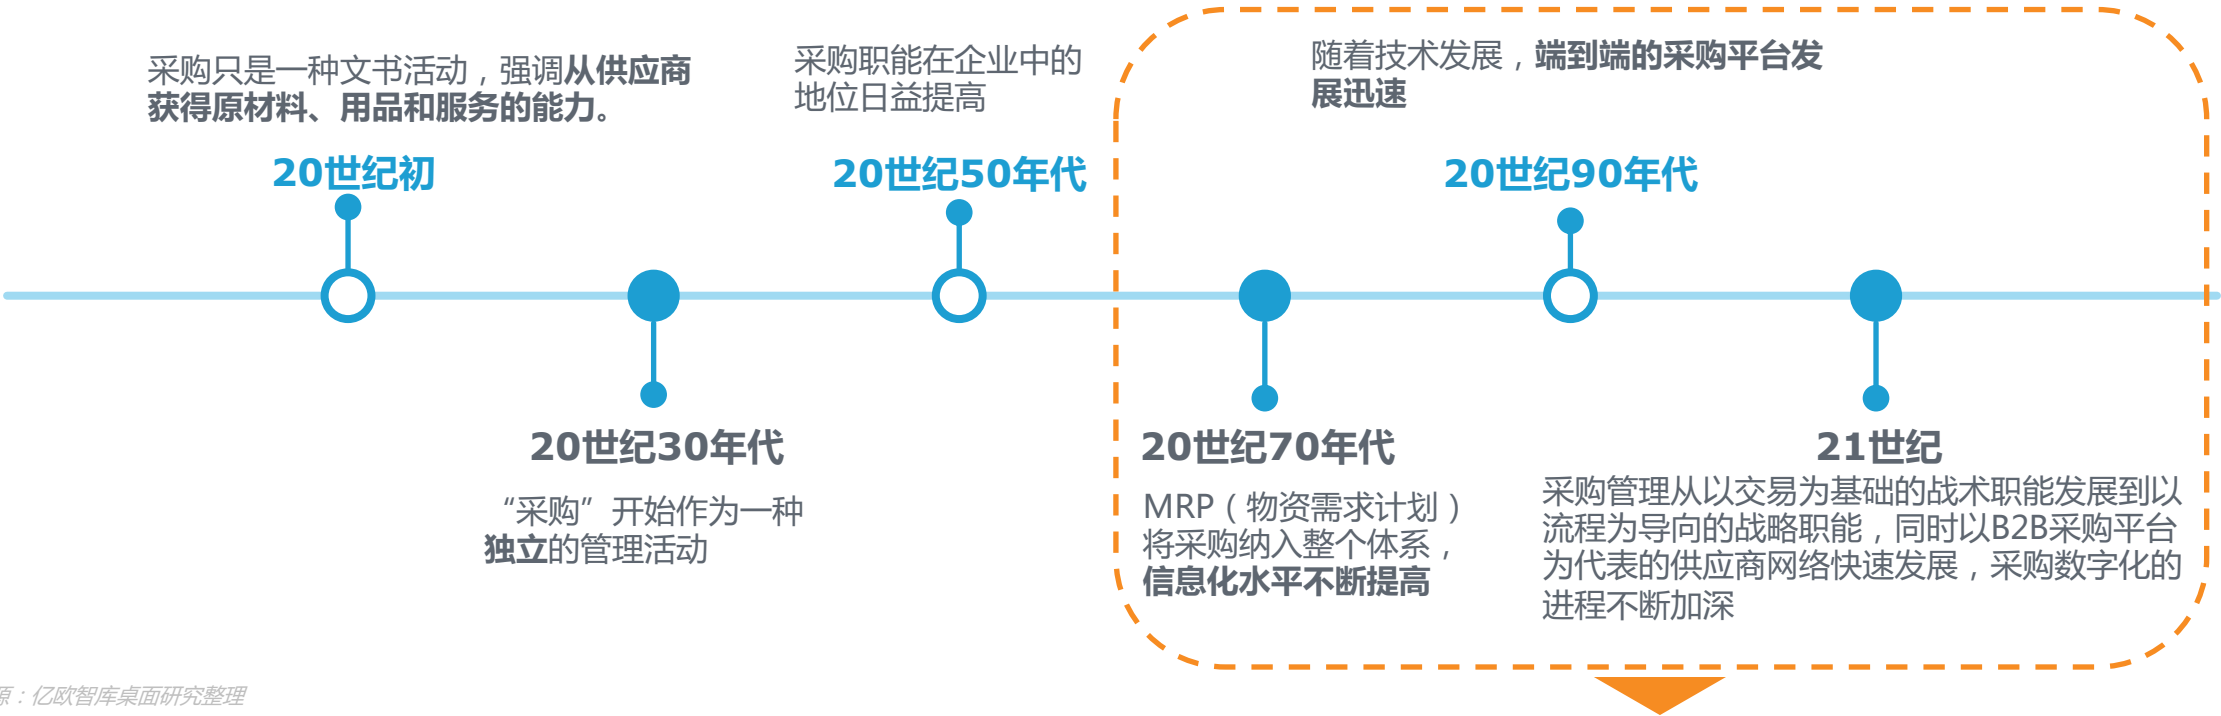 采购只是一种文书活动，强调从供应商
获得原材料、用品和服务的能力。
20世纪初
采购职能在企业中的
地位日益提高
20世纪50年代
随着技术发展，端到端的采购平台发
展迅速
20世纪90年代
20世纪30年代
“采购”开始作为一种
独立的管理活动
20世纪70年代
MRP（物资需求计划）
将采购纳入整个体系，
信息化水平不断提高
21世纪
采购管理从以交易为基础的战术职能发展到以
流程为导向的战略职能，同时以B2B采购平台
为代表的供应商网络快速发展，采购数字化的
进程不断加深
源：亿欧智库桌面研究整理